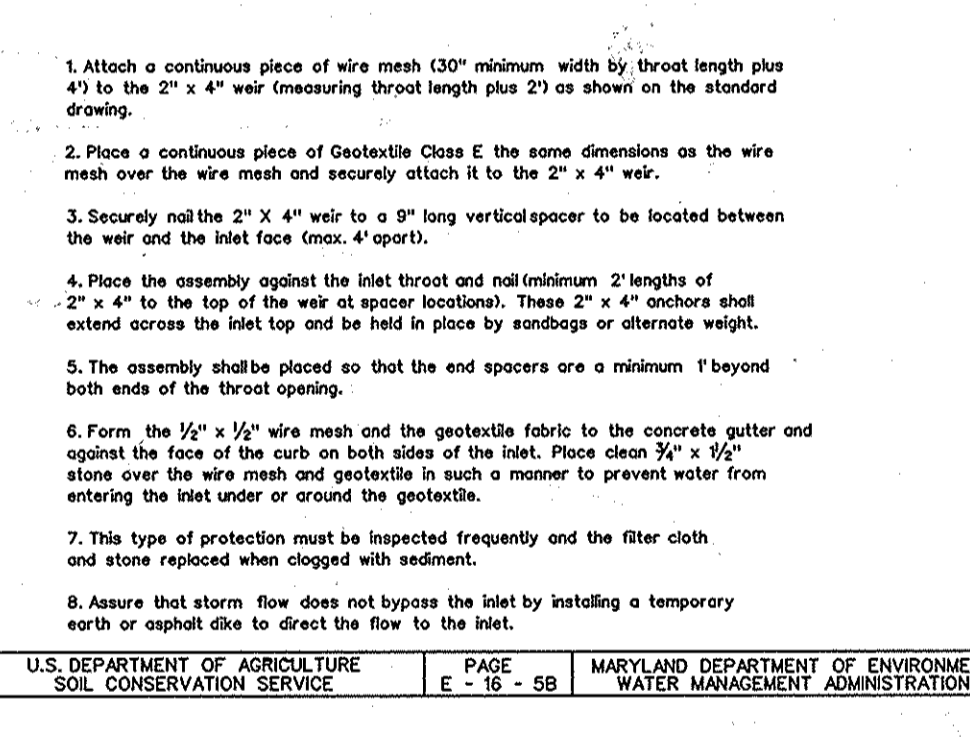 1. Attach a continuous piece of wire mesh (30" minimum width by throat length plus
4') to the 2" x 4" weir (measuring throat length plus 2') as shown on the standard
drawing.
2. Place a continuous piece of Geotextile Class E the same dimensions as the wire
mesh over the wire mesh and securely attach it to the 2" x 4" weir.
3. Securely nail the 2" X 4" weir to a 9" long vertical spacer to be located between
the weir and the inlet face (max. 4' apart).
4. Place the assembly against the inlet throat and nail (minimum 2' lengths of
2" x 4" to the top of the weir at spacer locations). These 2" x 4" anchors shall
extend across the inlet top and be held in place by sandbags or alternate weight.
5. The assembly shall be placed so that the end spacers are a minimum 1' beyond
both ends of the throat opening.
6. Form the 1/2" x 1/2" wire mesh and the geotextile fabric to the concrete gutter and
against the face of the curb on both sides of the inlet. Place clean 3/4" x 1 1/2"
stone over the wire mesh and geotextile in such a manner to prevent water from
entering the inlet under or around the geotextile.
7. This type of protection must be inspected frequently and the filter cloth
and stone replaced when clogged with sediment.
8. Assure that storm flow does not bypass the inlet by installing a temporary
earth or asphalt dike to direct the flow to the inlet.
U.S. DEPARTMENT OF AGRICULTURE PAGE MARYLAND DEPARTMENT OF ENVIRONME
SOIL CONSERVATION SERVICE E - 16 - 5B WATER MANAGEMENT ADMINISTRATION